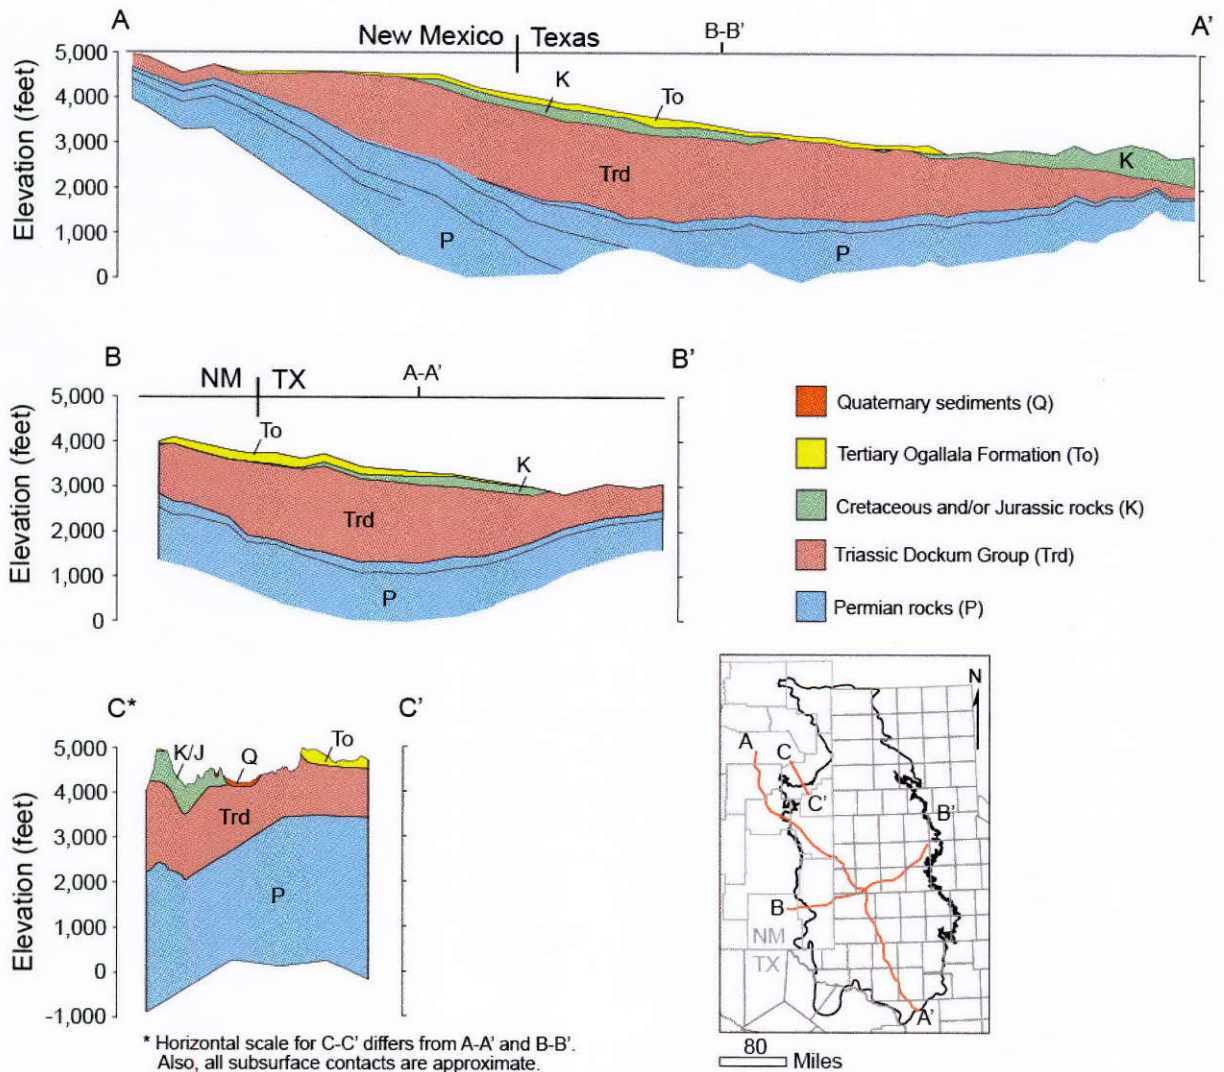 A
New Mexico
Texas
B-B'
A'
Elevation (feet)
5,000
4,000
3,000
2,000
1,000
0
K
To
Trd
K
P
P
B
NM
TX
A-A'
B'
Elevation (feet)
5,000
4,000
3,000
2,000
1,000
0
To
K
Trd
P
Quaternary sediments (Q)
Tertiary Ogallala Formation (To)
Cretaceous and/or Jurassic rocks (K)
Triassic Dockum Group (Trd)
Permian rocks (P)
C*
C'
Elevation (feet)
5,000
4,000
3,000
2,000
1,000
0
-1,000
K/J
Q
To
Trd
P
* Horizontal scale for C-C' differs from A-A' and B-B'.
Also, all subsurface contacts are approximate.
N
A
C
C'
B'
B
NM
TX
A'
80
Miles